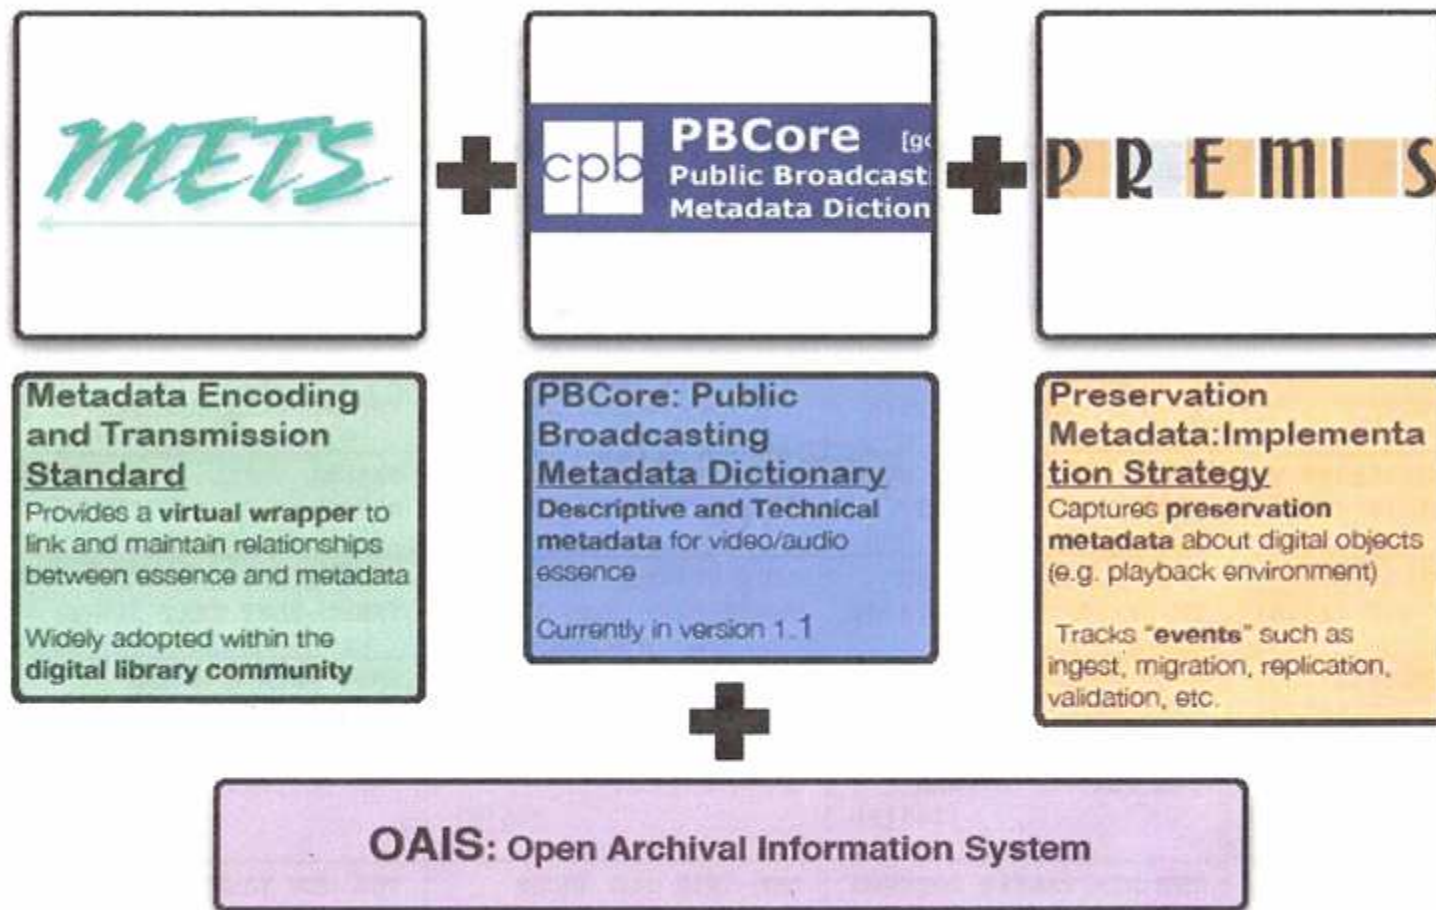 METS
cpb
PBCore [gc
Public Broadcasti
Metadata Diction
PREMIS
Metadata Encoding
and Transmission
Standard
Provides a virtual wrapper to
link and maintain relationships
between essence and metadata
Widely adopted within the
digital library community
PBCore: Public
Broadcasting
Metadata Dictionary
Descriptive and Technical
metadata for video/audio
essence
Currently in version 1.1
Preservation
Metadata:Implementa
tion Strategy
Captures preservation
metadata about digital objects
(e.g. playback environment)
Tracks "events" such as
ingest, migration, replication,
validation, etc.
OAIS: Open Archival Information System